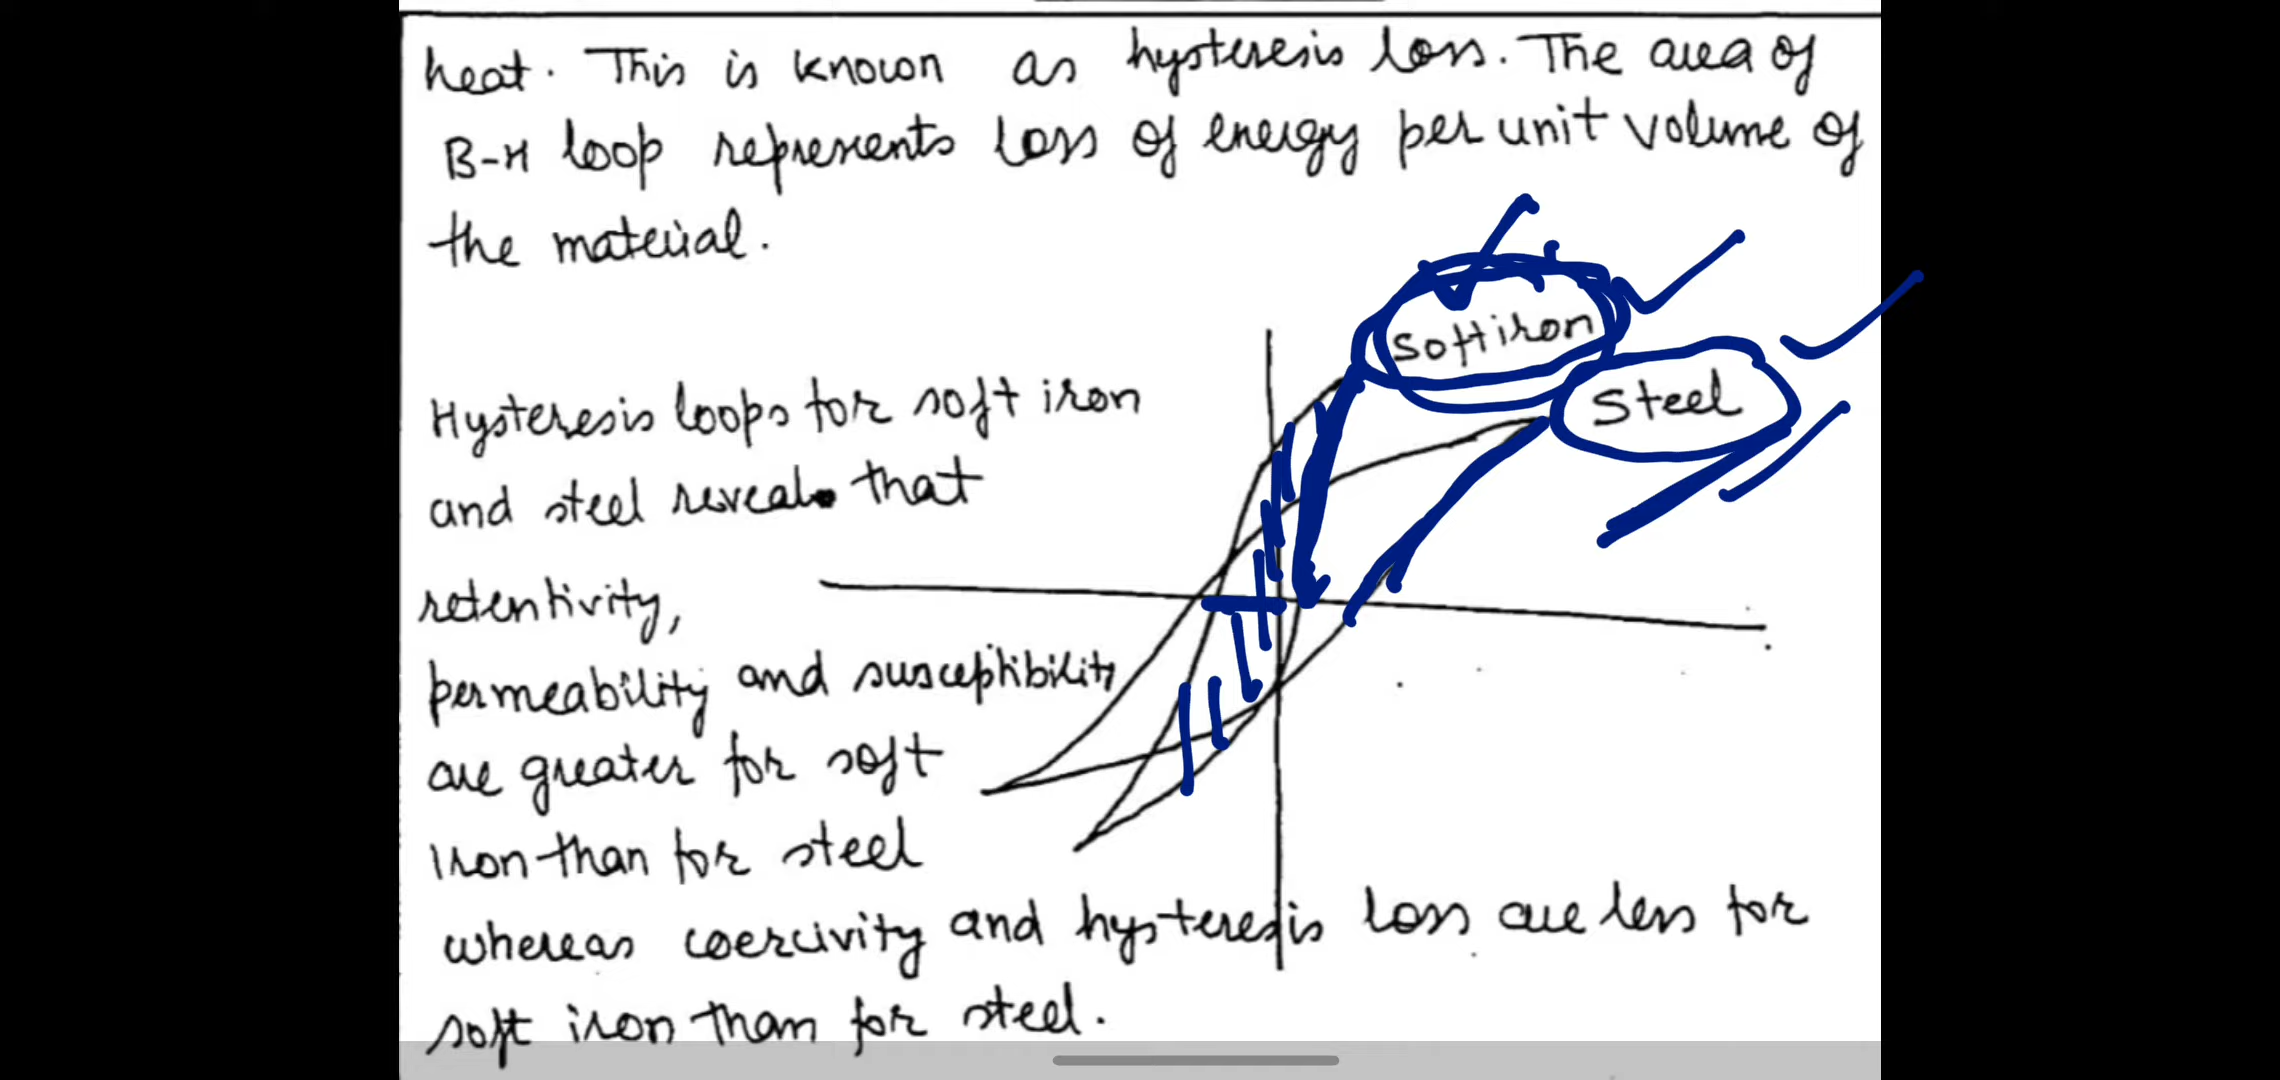 heat. This is known as hysteresis loss. The area of
B-H loop represents loss of energy per unit volume of
the material.
Soft iron
Steel
Hysteresis loops for soft iron
and steel reveal that
retentivity,
permeability and susceptibility
are greater for soft
Iron than for steel
whereas coercivity and hysteresis loss are less for
soft iron than for steel.